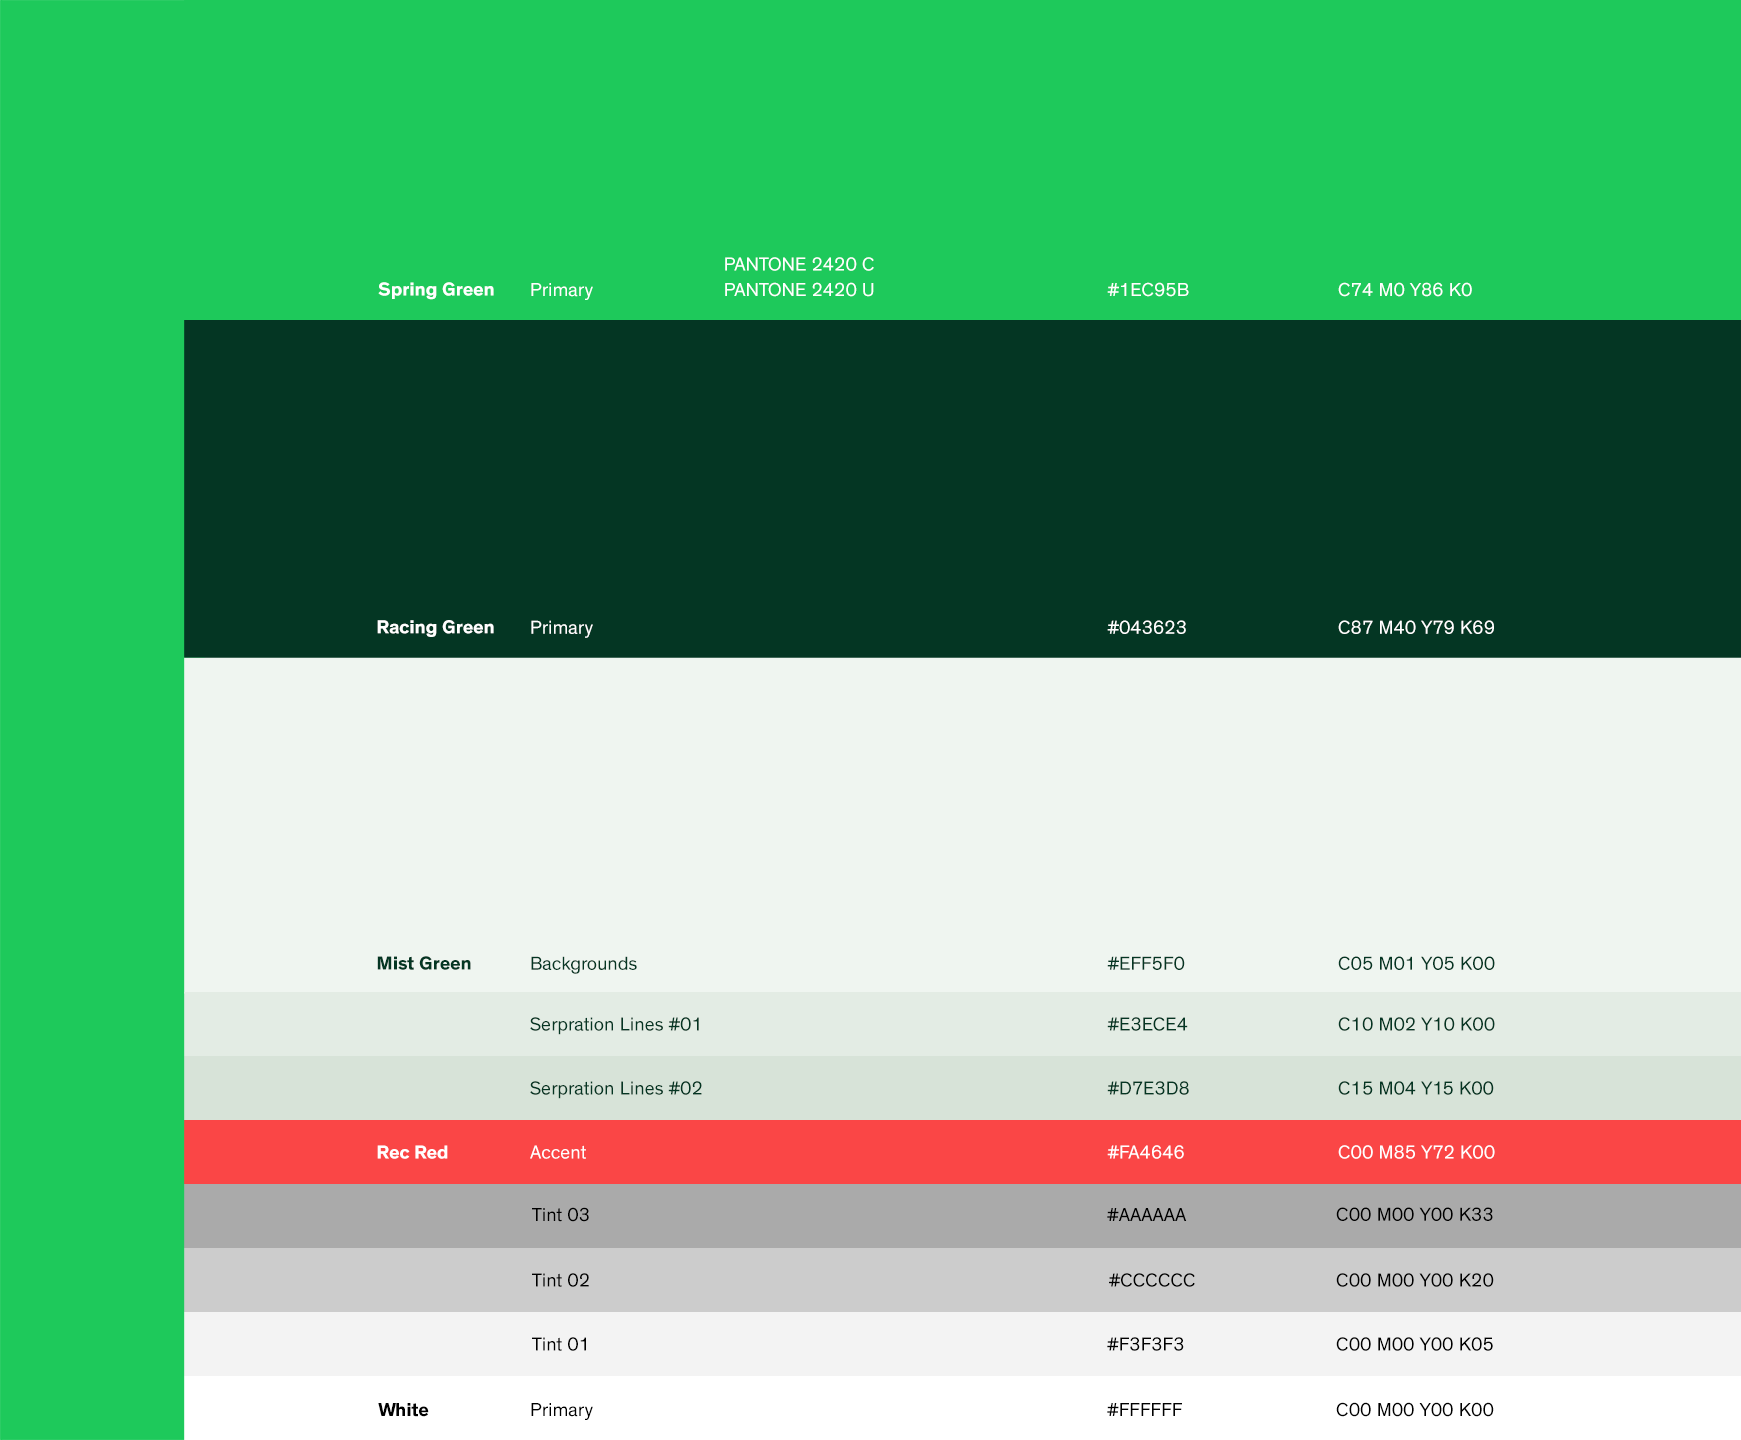 PANTONE 2420 C
Spring Green Primary PANTONE 2420 U #1EC95B C74 M0 Y86 K0
Racing Green Primary #043623 C87 M40 Y79 K69
Mist Green Backgrounds #EFF5F0 C05 M01 Y05 K00
Serpration Lines #01 #E3ECE4 C10 M02 Y10 K00
Serpration Lines #02 #D7E3D8 C15 M04 Y15 K00
Rec Red Accent #FA4646 C00 M85 Y72 K00
Tint 03 #AAAAAA C00 M00 Y00 K33
Tint 02 #CCCCCC C00 M00 Y00 K20
Tint 01 #F3F3F3 C00 M00 Y00 K05
White Primary #FFFFFF C00 M00 Y00 K00